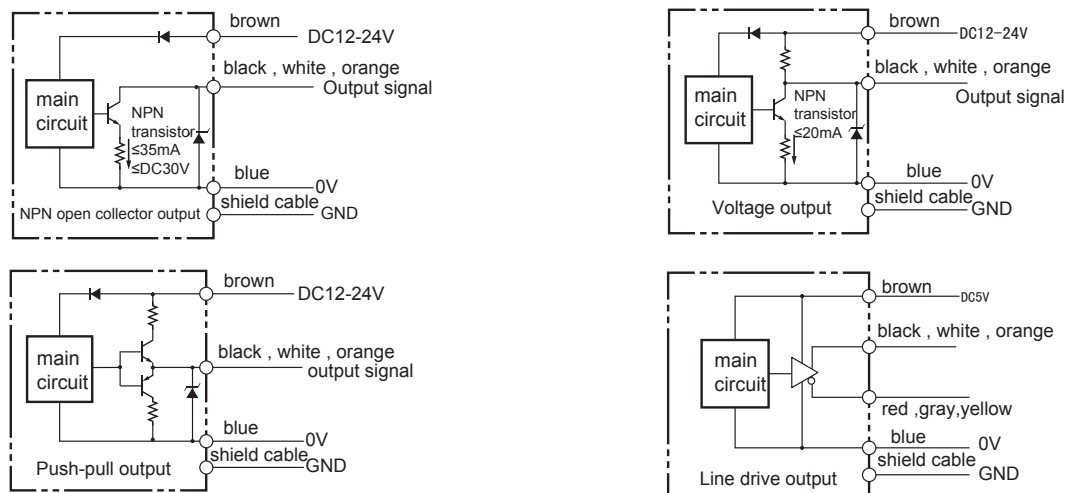 brown
DC12-24V
black , white , orange
Output signal
main
circuit
NPN
transistor
≤35mA
≤DC30V
blue
0V
shield cable
GND
NPN open collector output
brown
DC12-24V
black , white , orange
Output signal
main
circuit
NPN
transistor
≤20mA
blue
0V
shield cable
GND
Voltage output
brown
DC12-24V
black , white , orange
output signal
main
circuit
blue
0V
shield cable
GND
Push-pull output
brown
DC5V
black , white , orange
main
circuit
red ,gray,yellow
blue
0V
shield cable
GND
Line drive output